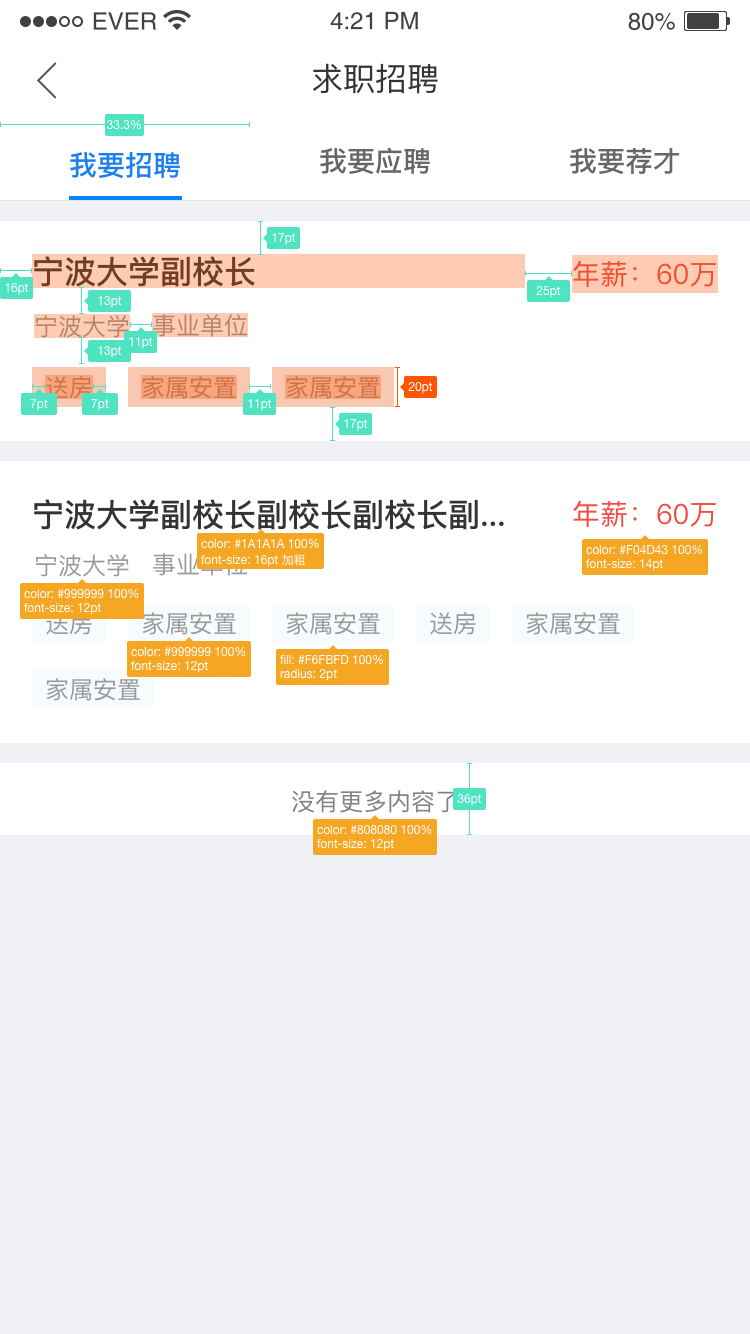 EVER 4:21 PM 80%
求职招聘
33.3%
我要招聘 我要应聘 我要荐才
17pt
宁波大学副校长 年薪：60万
16pt 25pt
13pt
宁波大学 事业单位
11pt
13pt
送房 家属安置 家属安置 20pt
7pt 7pt 11pt
17pt
宁波大学副校长副校长副校长副... 年薪：60万
color: #1A1A1A 100%
font-size: 16pt 加粗
color: #F04D43 100%
font-size: 14pt
宁波大学 事业单位
color: #999999 100%
font-size: 12pt
送房 家属安置 家属安置 送房 家属安置
color: #999999 100%
font-size: 12pt
fill: #F6FBFD 100%
radius: 2pt
家属安置
没有更多内容了 36pt
color: #808080 100%
font-size: 12pt